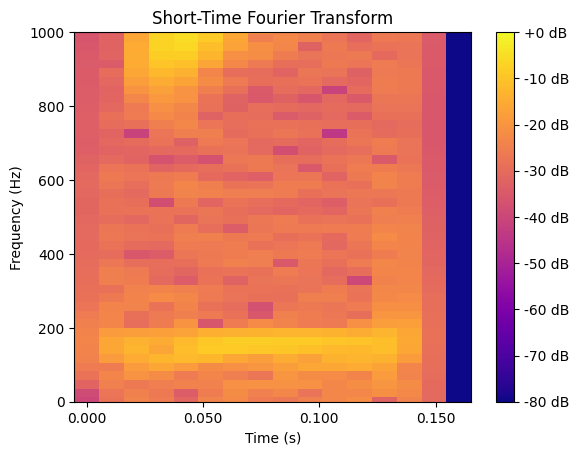 Short-Time Fourier Transform
1000
800
600
400
200
0
Frequency (Hz)
0.000
0.050
0.100
0.150
Time (s)
+0 dB
-10 dB
-20 dB
-30 dB
-40 dB
-50 dB
-60 dB
-70 dB
-80 dB